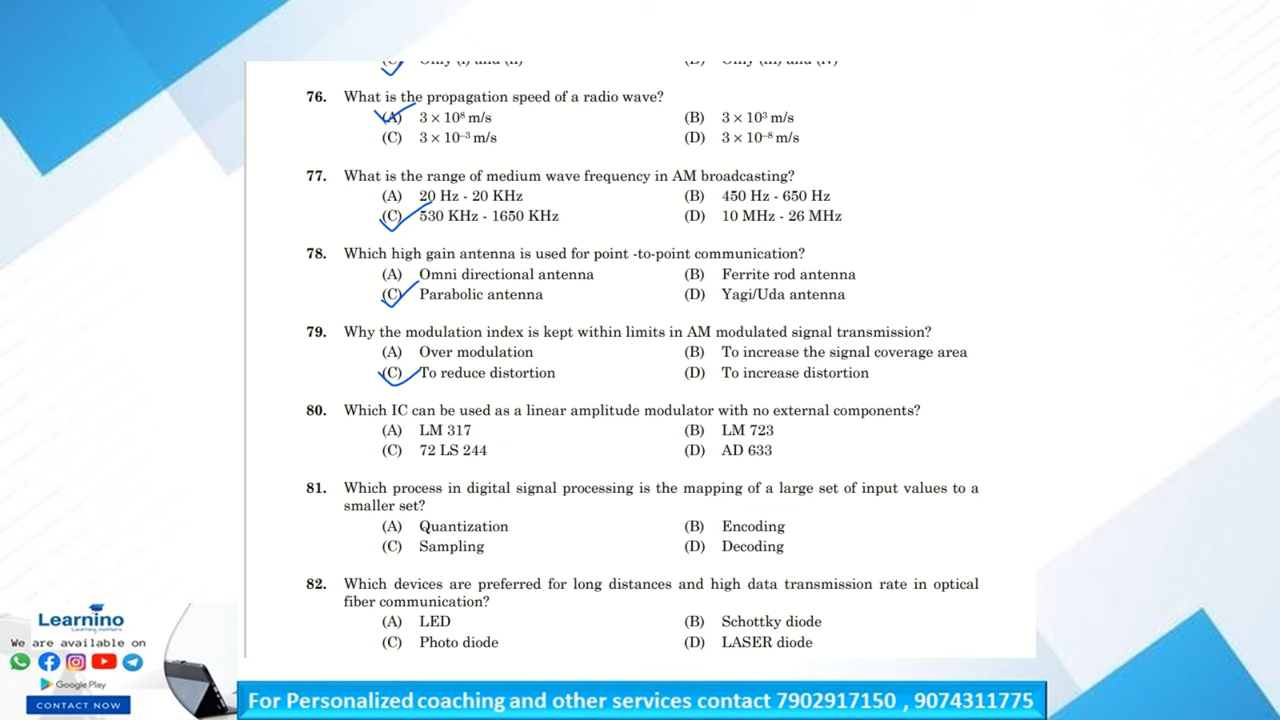 Only (i) and (ii) (D) Only (iii) and (iv)
76. What is the propagation speed of a radio wave?
(A) 3 × 10⁸ m/s (B) 3 × 10³ m/s
(C) 3 × 10⁻³ m/s (D) 3 × 10⁻⁸ m/s
77. What is the range of medium wave frequency in AM broadcasting?
(A) 20 Hz - 20 KHz (B) 450 Hz - 650 Hz
(C) 530 KHz - 1650 KHz (D) 10 MHz - 26 MHz
78. Which high gain antenna is used for point -to-point communication?
(A) Omni directional antenna (B) Ferrite rod antenna
(C) Parabolic antenna (D) Yagi/Uda antenna
79. Why the modulation index is kept within limits in AM modulated signal transmission?
(A) Over modulation (B) To increase the signal coverage area
(C) To reduce distortion (D) To increase distortion
80. Which IC can be used as a linear amplitude modulator with no external components?
(A) LM 317 (B) LM 723
(C) 72 LS 244 (D) AD 633
81. Which process in digital signal processing is the mapping of a large set of input values to a
smaller set?
(A) Quantization (B) Encoding
(C) Sampling (D) Decoding
82. Which devices are preferred for long distances and high data transmission rate in optical
fiber communication?
(A) LED (B) Schottky diode
(C) Photo diode (D) LASER diode
Learnino
Learning matters
We are available on
Google Play
CONTACT NOW
For Personalized coaching and other services contact 7902917150 , 9074311775